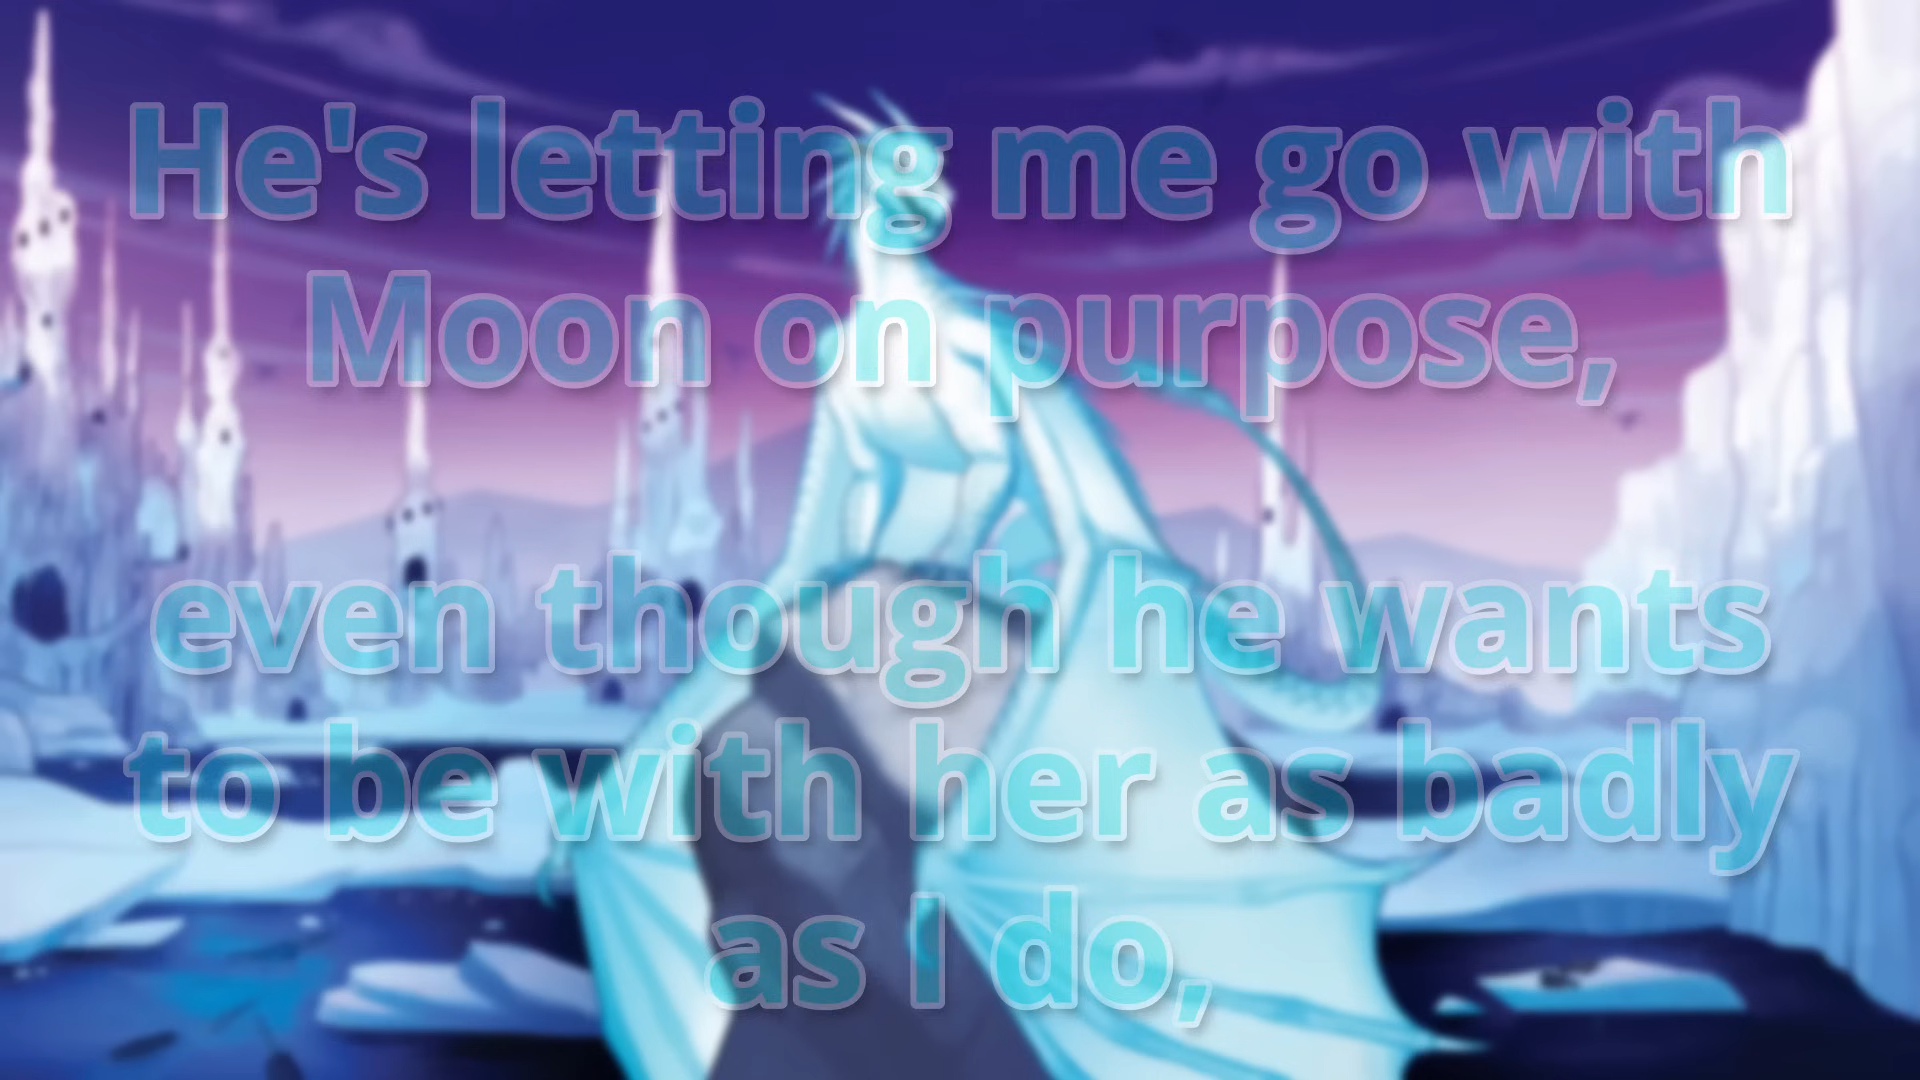 He's letting me go with
Moon on purpose,
even though he wants
to be with her as badly
as I do,